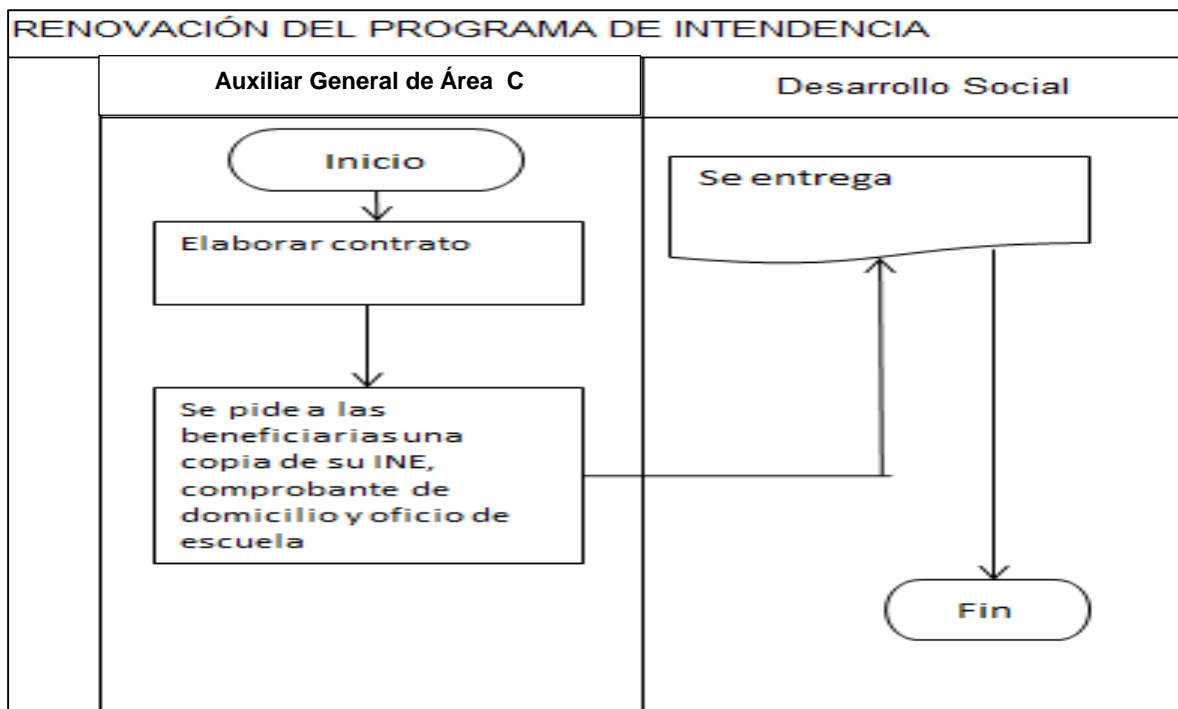 RENOVACIÓN DEL PROGRAMA DE INTENDENCIA
Auxiliar General de Área C
Desarrollo Social
Inicio
Elaborar contrato
Se pide a las
beneficiarias una
copia de su INE,
comprobante de
domicilio y oficio de
escuela
Se entrega
Fin